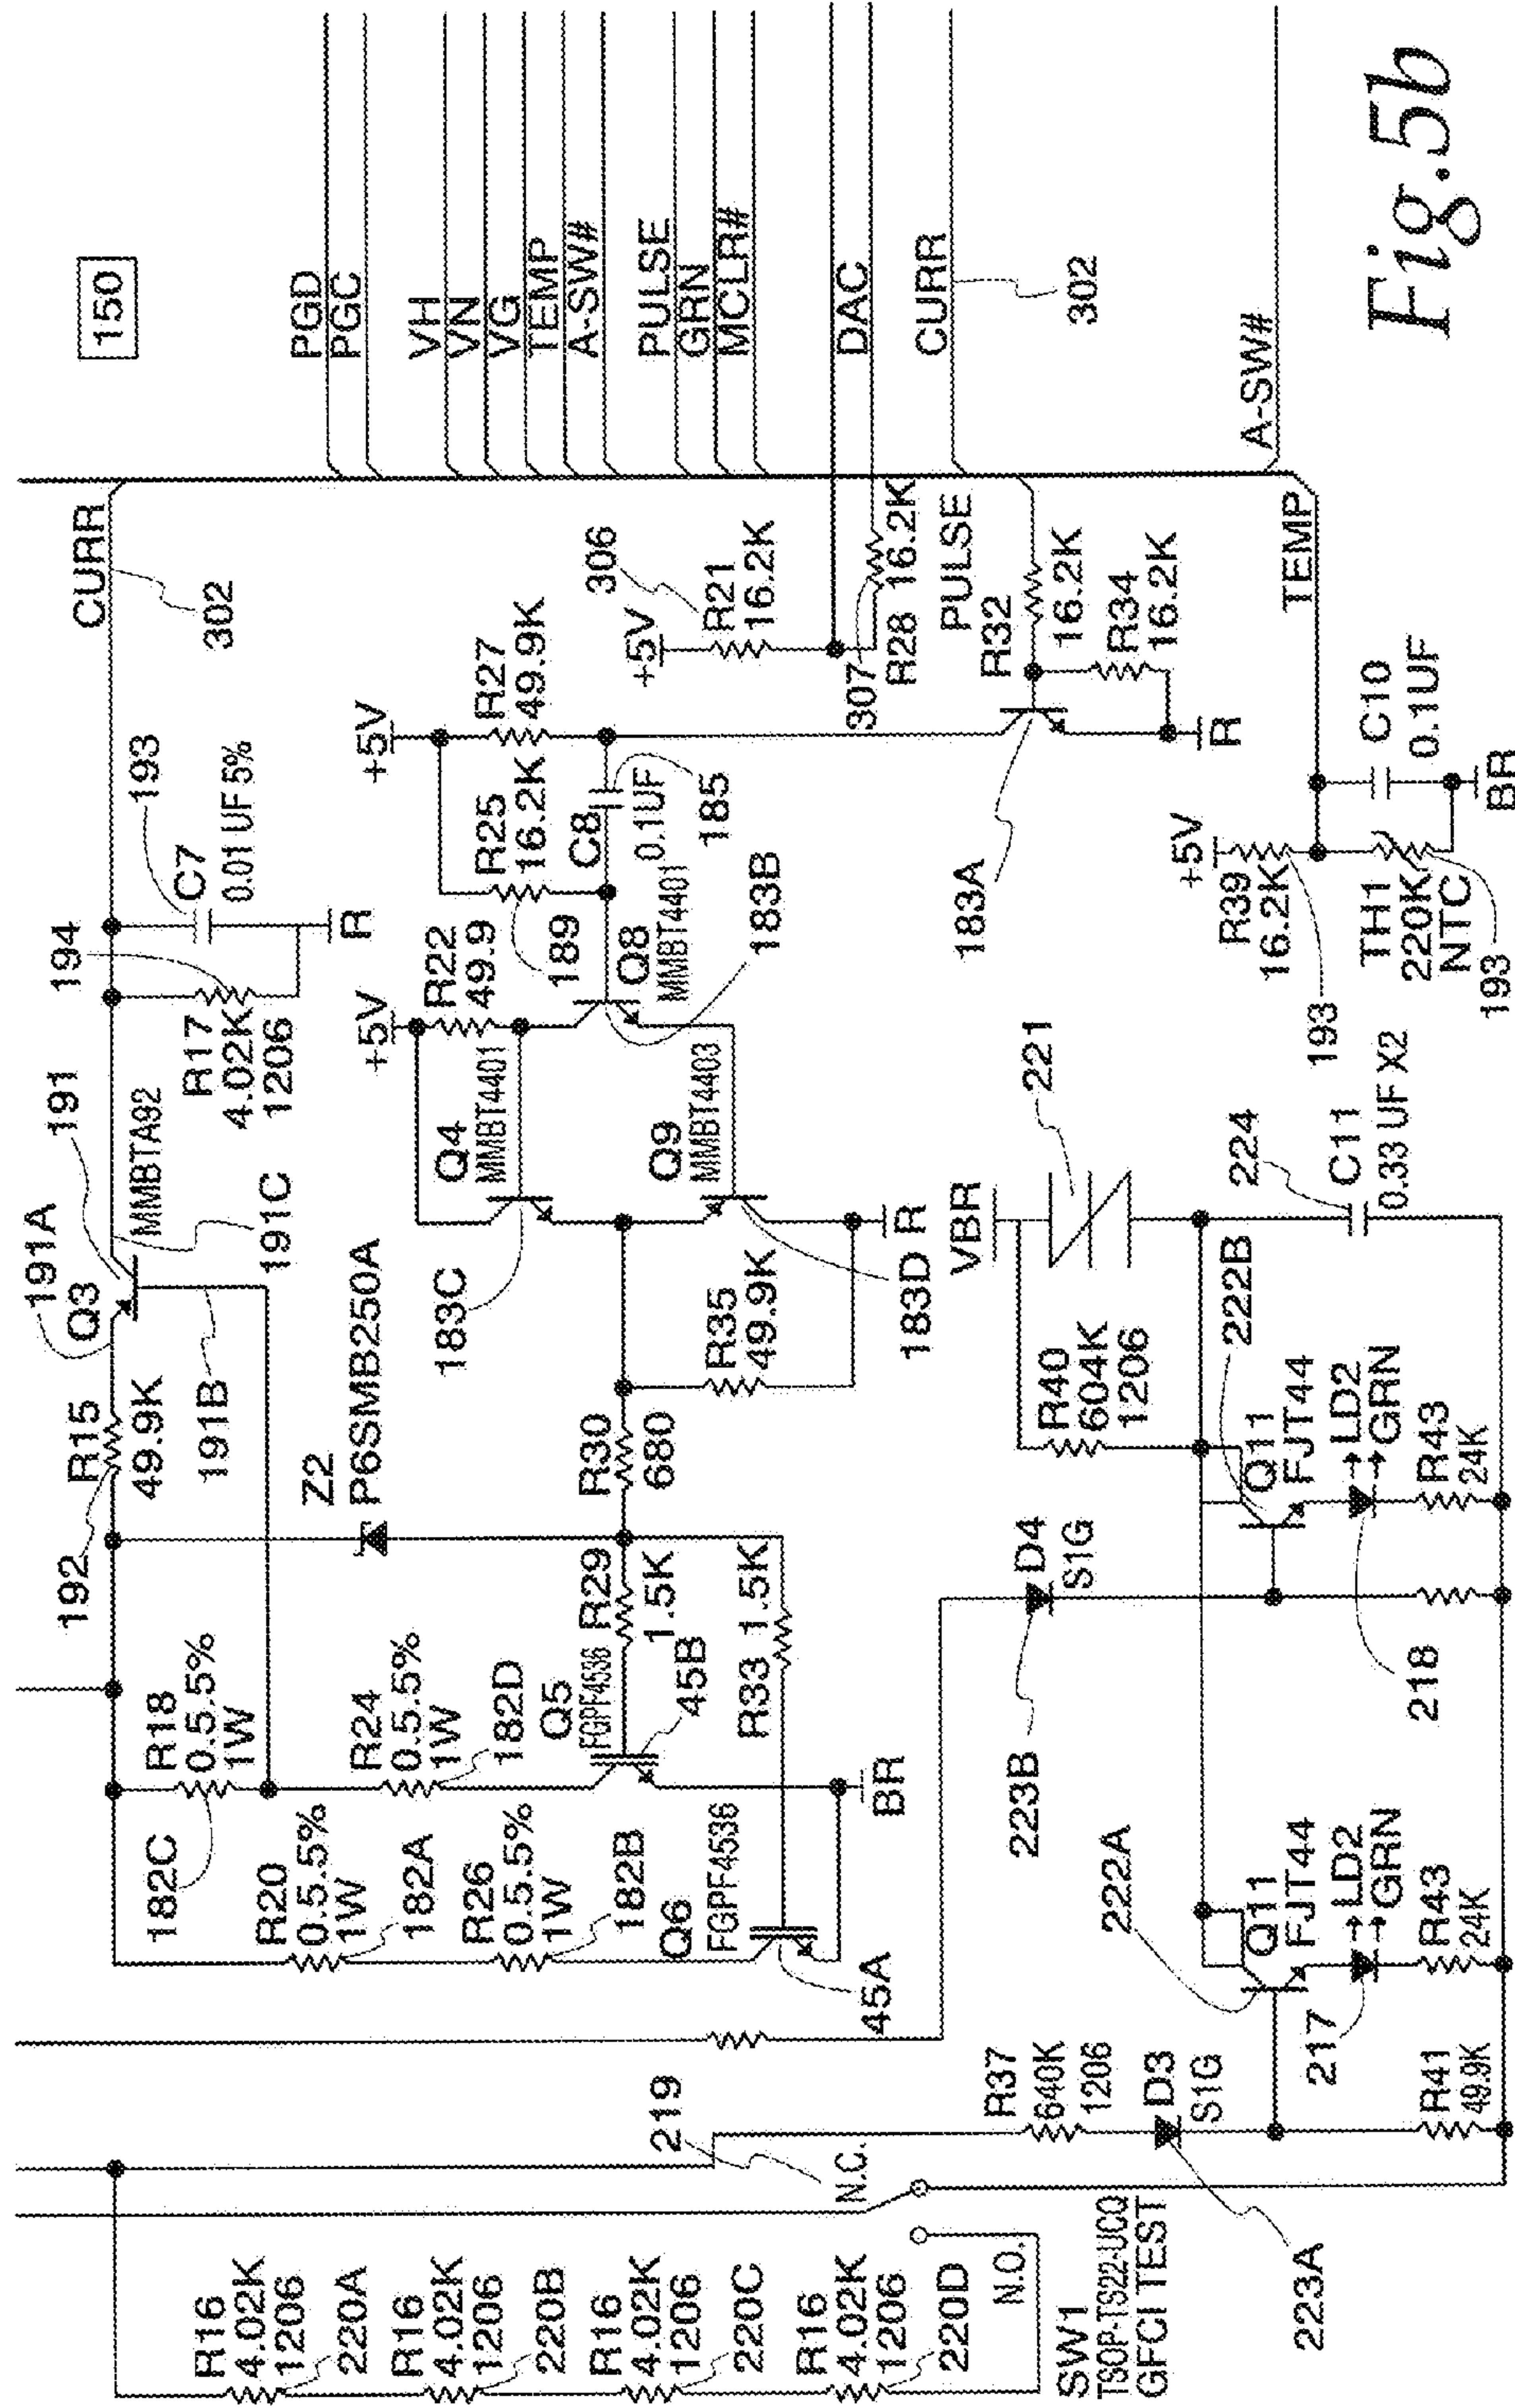 150
PGD
PGC
VH
VN
VG
TEMP
A-SW#
PULSE
GRN
MCLR#
DAC
CURR
302
A-SW#
Fig.5b
CURR
302
193
C7
0.01 UF 5%
194
R17
4.02K
1206
R
191
191A
Q3
MMBTA92
191C
191B
R15
49.9K
192
Z2
P6SMB250A
R18
0.5.5%
1W
182C
R24
0.5.5%
1W
182D
R20
0.5.5%
1W
182A
R26
0.5.5%
1W
182B
Q5
FGPF4536
45B
Q6
FGPF4536
45A
BR
R29
1.5K
R33 1.5K
R30
680
R35
49.9K
183D
R
Q4
MMBT4401
183C
Q9
MMBT4403
+5V
R22
49.9
Q8
MMBT4401
183B
189
+5V
R25
16.2K
R27
49.9K
C8
0.1UF
185
+5V
R21
16.2K
306
307
R28 16.2K
PULSE
R32
16.2K
R34
16.2K
R
183A
TEMP
+5V
R39
16.2K
193
TH1
220K
NTC
193
C10
0.1UF
BR
VBR
221
R40
604K
1206
224
C11
0.33 UF X2
222B
Q11
FJT44
LD2
GRN
R43
24K
218
D4
S1G
223B
222A
Q11
FJT44
LD2
GRN
R43
24K
217
R37
640K
1206
D3
S1G
R41
49.9K
223A
219
N.C.
N.O.
SW1
TSOP-TS22-UCQ
GFCI TEST
R16
4.02K
1206
220A
R16
4.02K
1206
220B
R16
4.02K
1206
220C
R16
4.02K
1206
220D